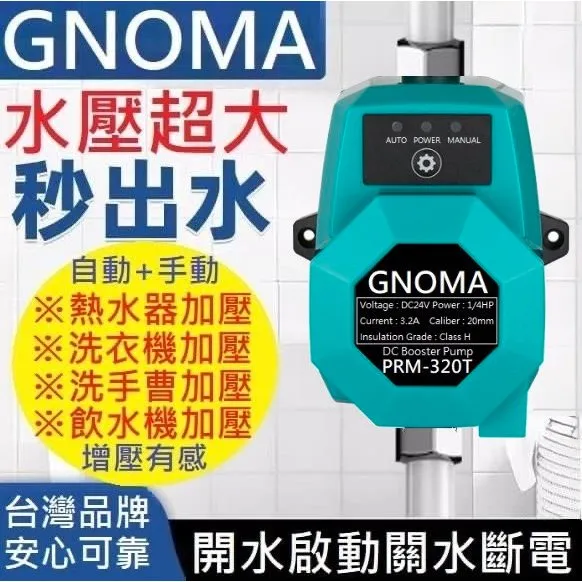 GNOMA
水壓超大
秒出水
自動+手動
※熱水器加壓
※洗衣機加壓
※洗手曹加壓
※飲水機加壓
增壓有感
台灣品牌
安心可靠
開水啟動關水斷電
AUTO POWER MANUAL
GNOMA
Voltage : DC24V Power : 1/4HP
Current : 3.2A Caliber : 20mm
Insulation Grade : Class H
DC Booster Pump
PRM-320T